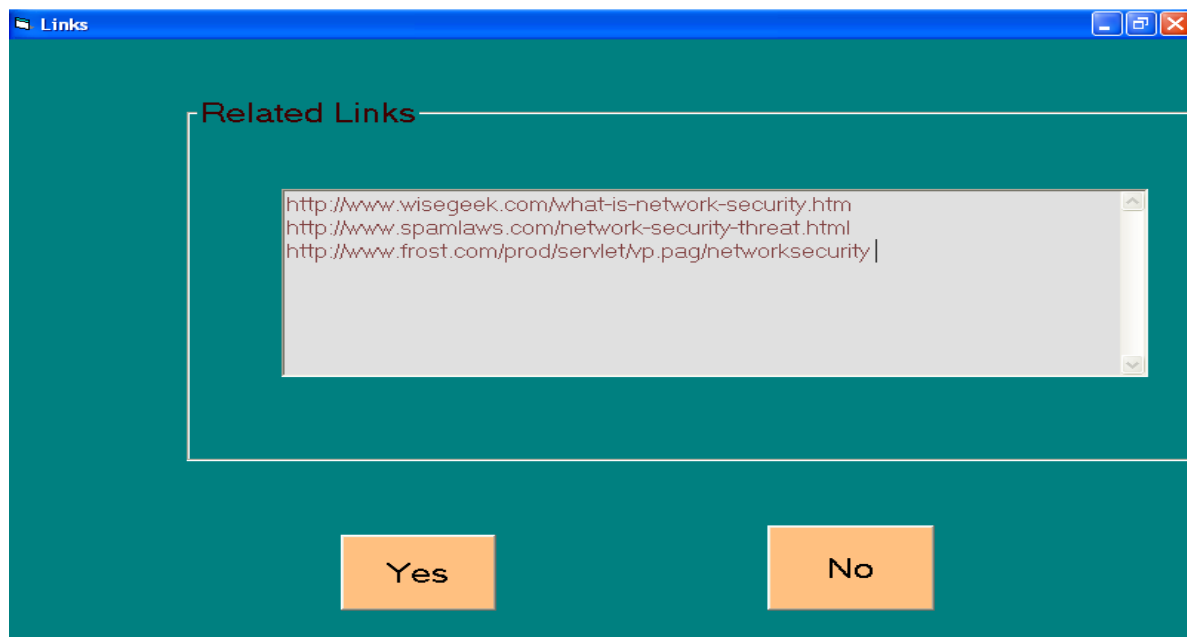 Links
Related Links
http://www.wisegeek.com/what-is-network-security.htm
http://www.spamlaws.com/network-security-threat.html
http://www.frost.com/prod/servlet/vp.pag/networksecurity
Yes
No